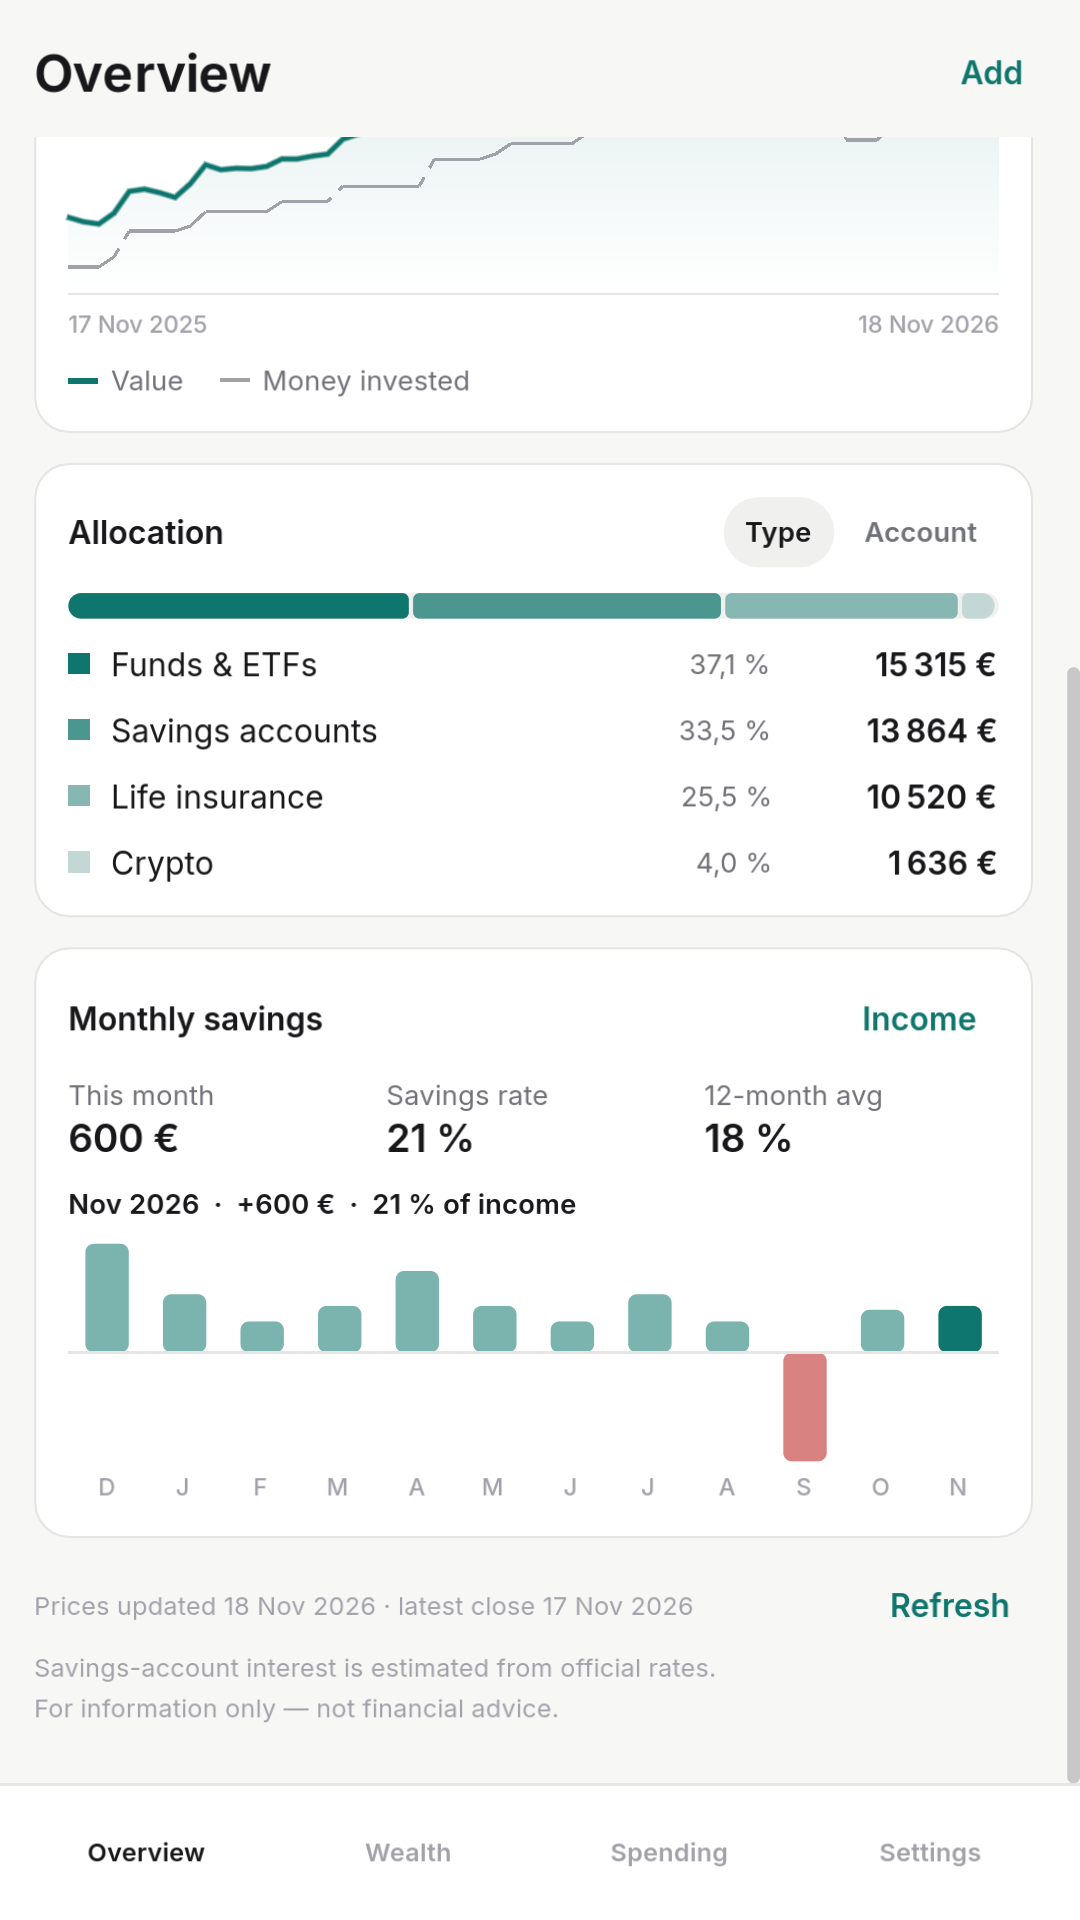 Overview
Add
17 Nov 2025 18 Nov 2026
Value Money invested
Allocation Type Account
Funds & ETFs 37,1 % 15 315 €
Savings accounts 33,5 % 13 864 €
Life insurance 25,5 % 10 520 €
Crypto 4,0 % 1 636 €
Monthly savings Income
This month Savings rate 12-month avg
600 € 21 % 18 %
Nov 2026 · +600 € · 21 % of income
D J F M A M J J A S O N
Prices updated 18 Nov 2026 · latest close 17 Nov 2026 Refresh
Savings-account interest is estimated from official rates.
For information only — not financial advice.
Overview Wealth Spending Settings